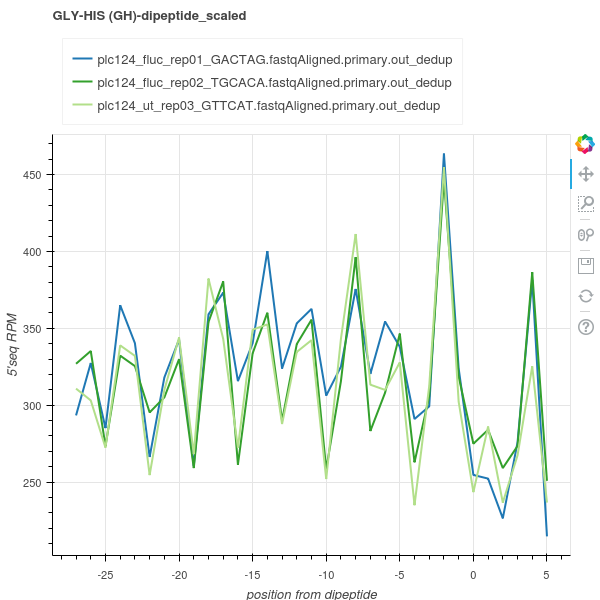 GLY-HIS (GH)-dipeptide_scaled
plc124_fluc_rep01_GACTAG.fastqAligned.primary.out_dedup
plc124_fluc_rep02_TGCACA.fastqAligned.primary.out_dedup
plc124_ut_rep03_GTTCAT.fastqAligned.primary.out_dedup
450
400
350
300
250
5'seq RPM
-25 -20 -15 -10 -5 0 5
position from dipeptide